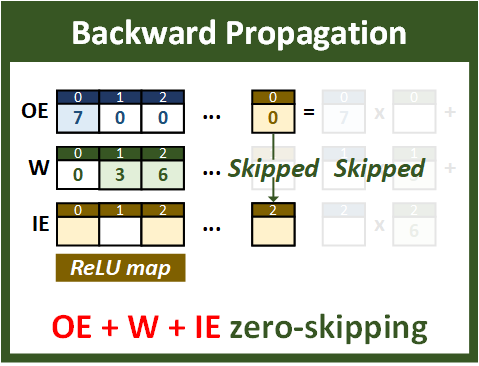 Backward Propagation
0 1 2 0 0 0
OE 7 0 0 ... 0 = 7 x +
0 1 2
W 0 3 6 ... Skipped Skipped +
0 1 2 2 2 2
IE ... x 6
ReLU map
OE + W + IE zero-skipping